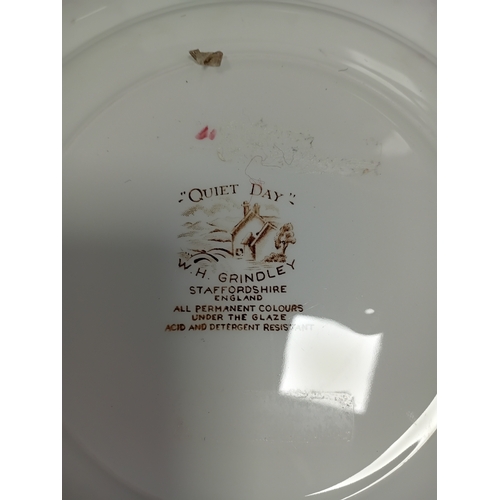 "QUIET DAY"
W.H. GRINDLEY
STAFFORDSHIRE
ENGLAND
ALL PERMANENT COLOURS
UNDER THE GLAZE
ACID AND DETERGENT RESISTANT